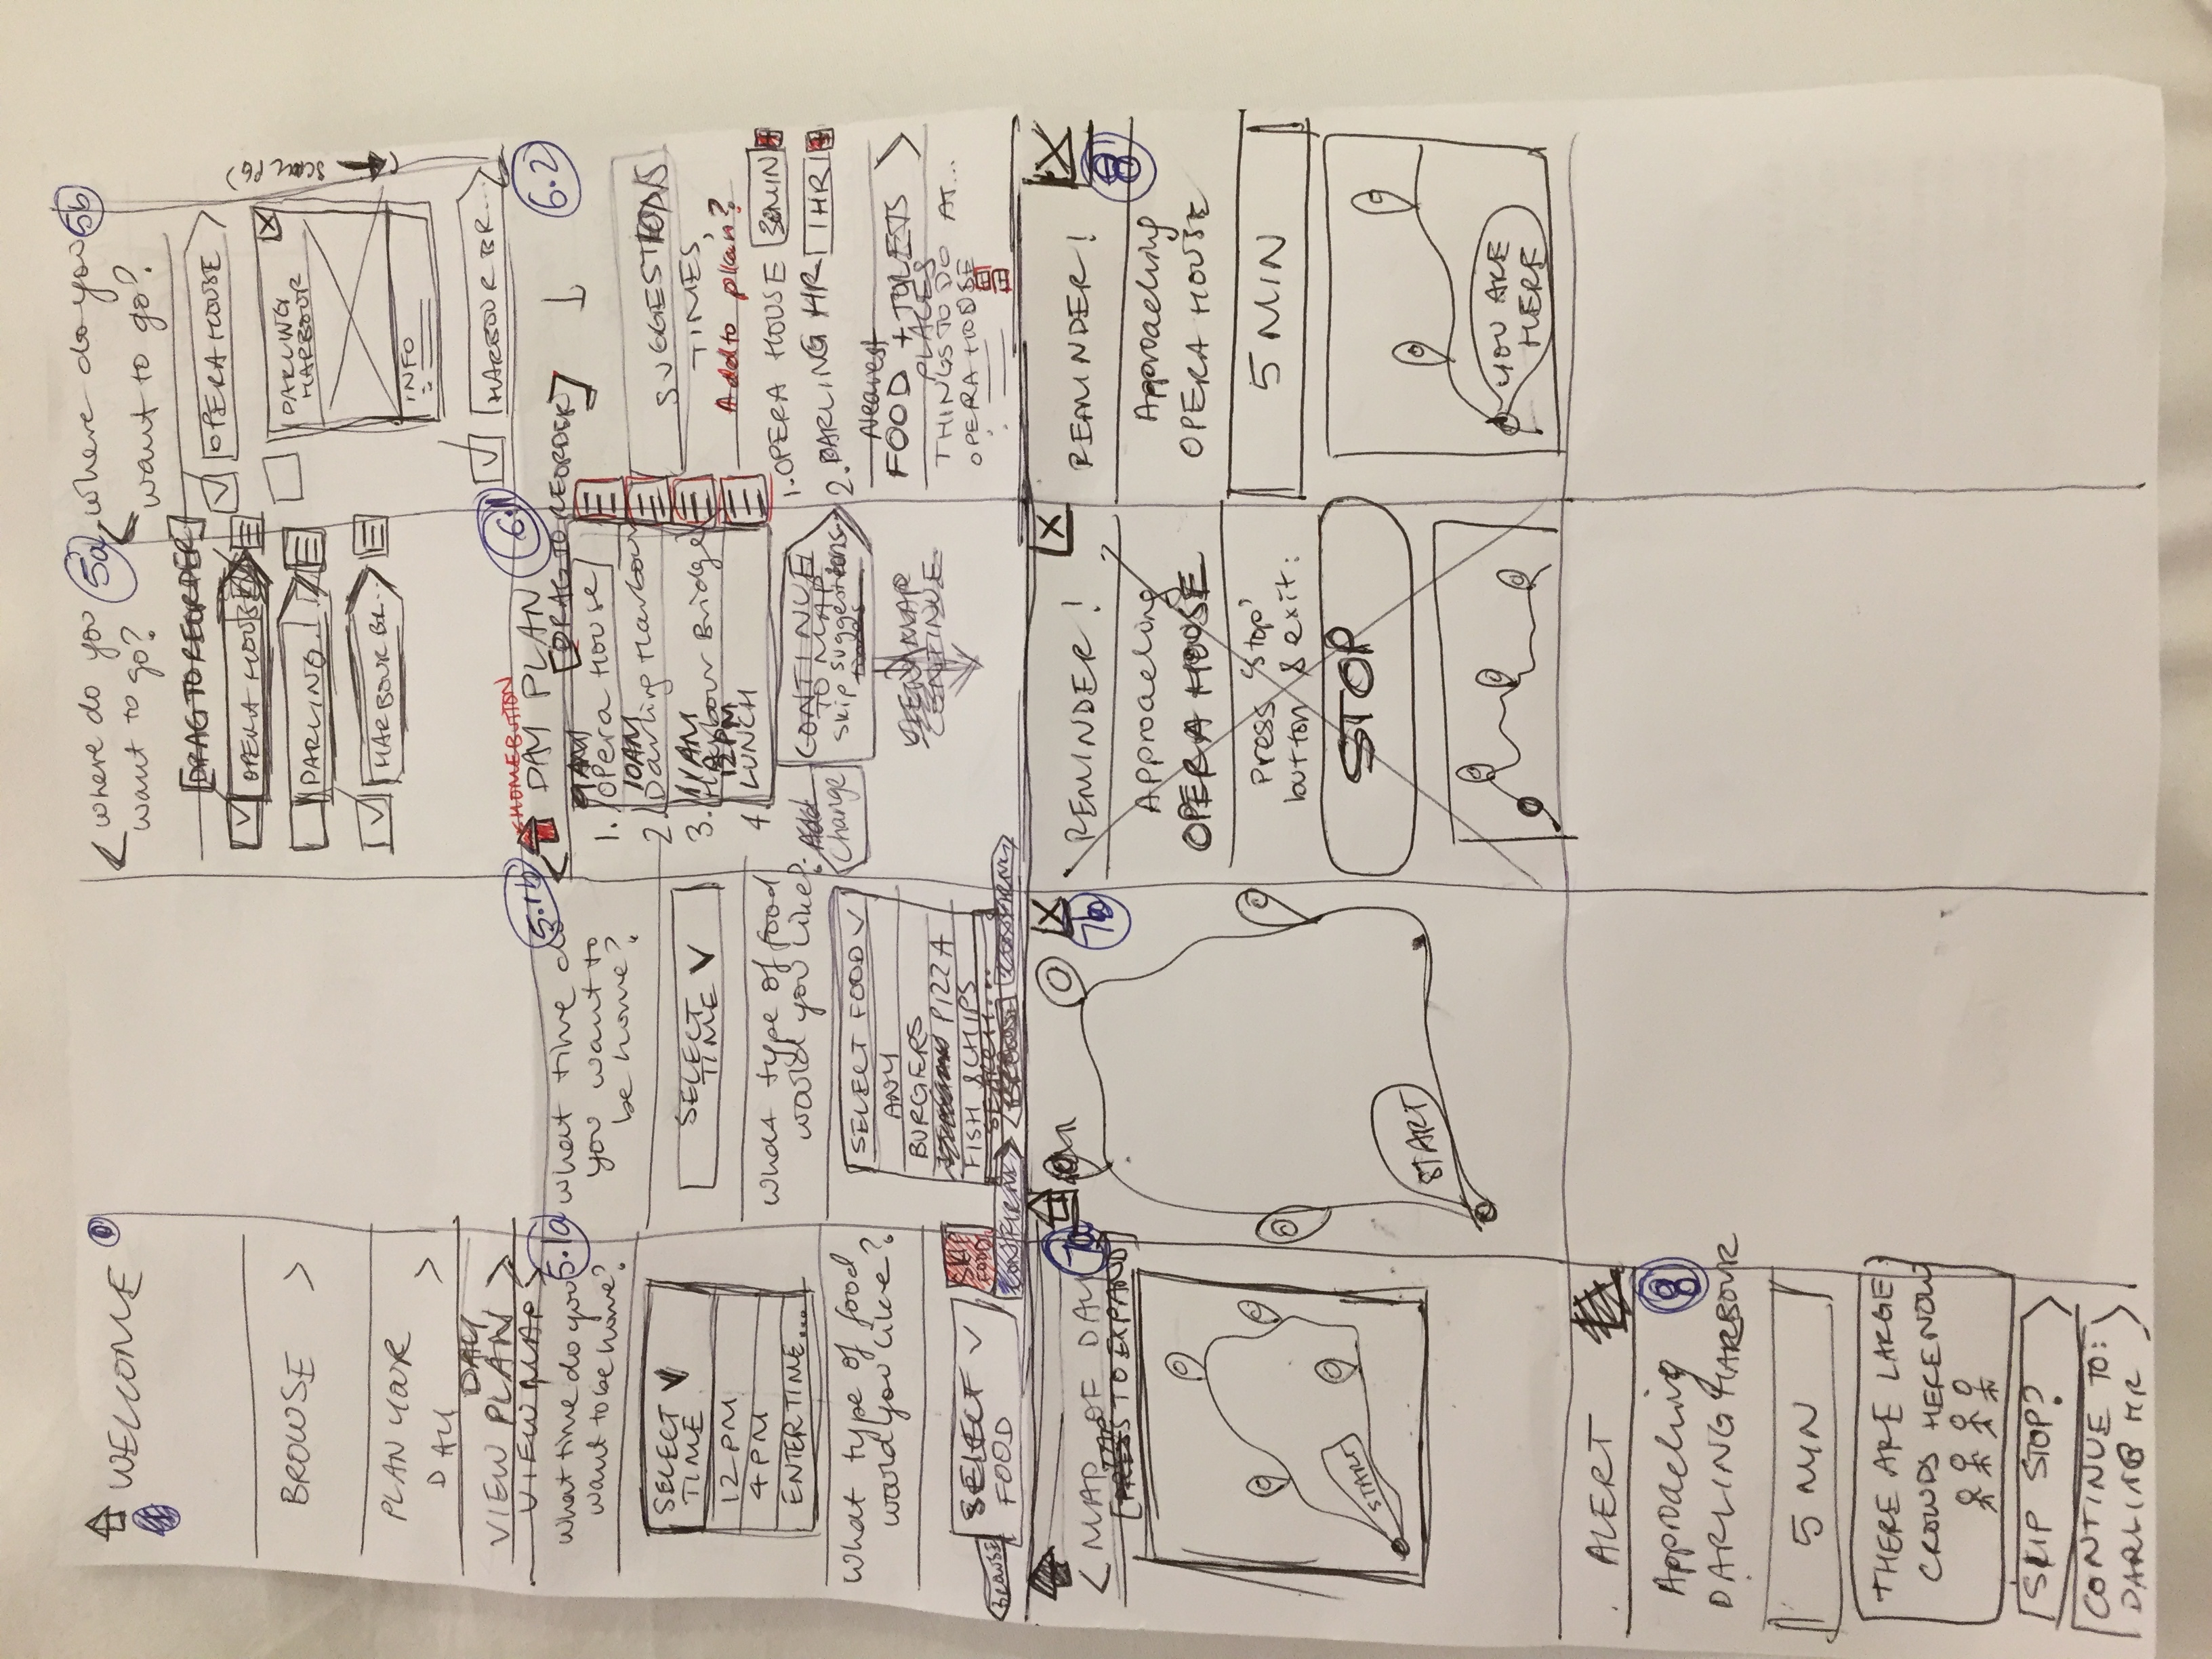 WELCOME
BROWSE >
PLAN YOUR
DAY >
DAY
VIEW PLAN >
VIEW MAP <
5a
< where do you
want to go?
[DRAG TO REORDER]
OPERA HOUSE
DARLING...
HARBOUR BR...
5b
< where do you
want to go?
OPERA HOUSE
DARLING
HARBOUR
X
INFO
HARBOUR BR...
5.1a
what time do you
want to be home?
SELECT
TIME
12 PM
4 PM
ENTER TIME...
what type of food
would you like?
SELECT
FOOD
BROWSE
SKIP
FOOD
5.1b
what time do
you want to
be home?
SELECT
TIME
what type of food
would you like?
SELECT FOOD
ANY
BURGERS
PIZZA
FISH & CHIPS
SEARCH...
BROWSE
HOME BUTTON
6.1
< DAY PLAN
[DRAG TO REORDER]
9AM
1. Opera House
10AM
2. Darling Harbour
11AM
3. Harbour Bridge
12PM
4. LUNCH
Add
Change
CONTINUE
TO MAP
Skip suggestions
VIEW MAP
CONTINUE
6.2
SUGGESTIONS
TIMES,
Add to plan?
1. OPERA HOUSE 30MIN +
2. DARLING HR 1HR +
Nearest
FOOD + TOILETS >
PLACES
THINGS TO DO AT...
OPERA HOUSE
7a
< MAP OF DAY
TAP
[PRESS TO EXPAND]
START
X
7b
START
X
REMINDER!
Approaching
OPERA HOUSE
Press 'Stop'
button & exit:
STOP
X
REMINDER!
8
Approaching
OPERA HOUSE
5 MIN
YOU ARE
HERE
ALERT
8
Approaching
DARLING HARBOUR
5 MIN
THERE ARE LARGE
CROWDS HERE NOW
SKIP STOP?
CONTINUE TO:
DARLING HR